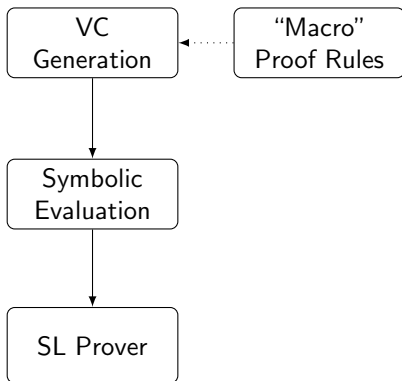 VC
Generation
“Macro”
Proof Rules
Symbolic
Evaluation
SL Prover